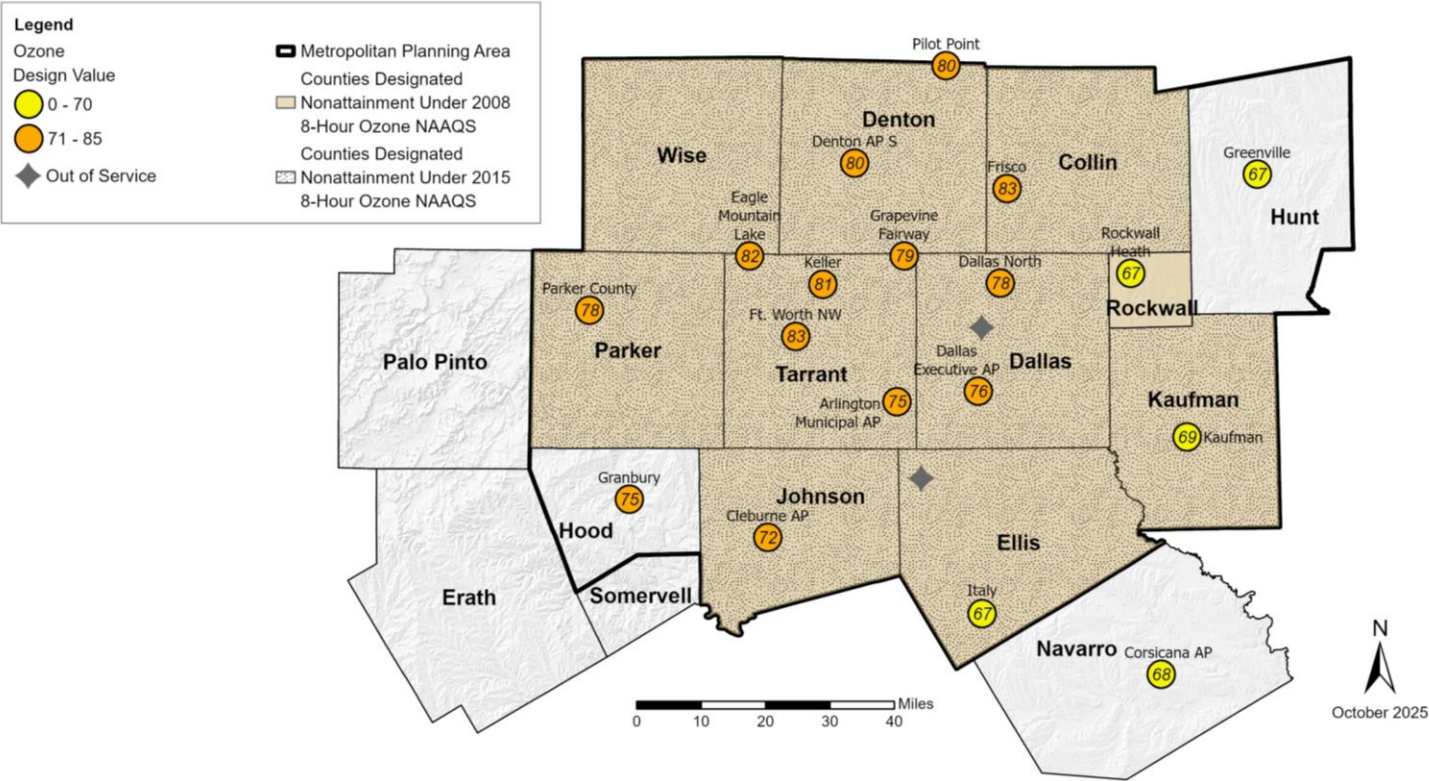 Legend
Ozone
Design Value
0 - 70
71 - 85
Out of Service
Metropolitan Planning Area
Counties Designated
Nonattainment Under 2008
8-Hour Ozone NAAQS
Counties Designated
Nonattainment Under 2015
8-Hour Ozone NAAQS
Pilot Point
80
Denton
Denton AP S
80
Wise
Frisco
83
Collin
Greenville
67
Hunt
Eagle
Mountain
Lake
82
Grapevine
Fairway
79
Keller
81
Dallas North
78
Rockwall
Heath
67
Rockwall
Parker County
78
Parker
Ft. Worth NW
83
Tarrant
Arlington
Municipal AP
75
Dallas
Executive AP
76
Dallas
Palo Pinto
Kaufman
69
Kaufman
Granbury
75
Hood
Johnson
Cleburne AP
72
Ellis
Italy
67
Erath
Somervell
Navarro
Corsicana AP
68
Miles
0
10
20
30
40
N
October 2025